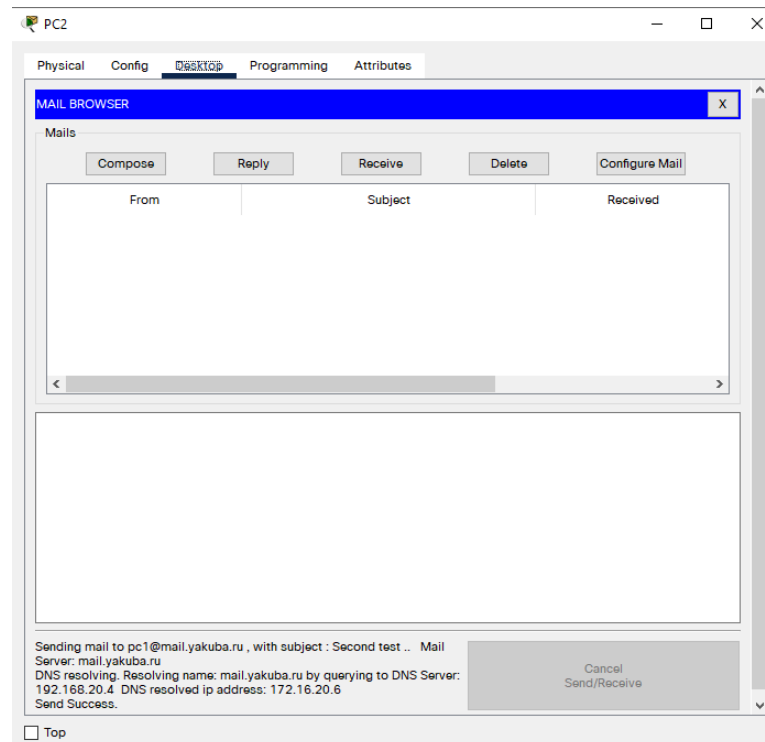 PC2
Physical Config Desktop Programming Attributes
MAIL BROWSER X
Mails
Compose Reply Receive Delete Configure Mail
From Subject Received
Sending mail to pc1@mail.yakuba.ru , with subject : Second test .. Mail
Server: mail.yakuba.ru
DNS resolving. Resolving name: mail.yakuba.ru by querying to DNS Server:
192.168.20.4 DNS resolved ip address: 172.16.20.6
Send Success.
Cancel
Send/Receive
Top